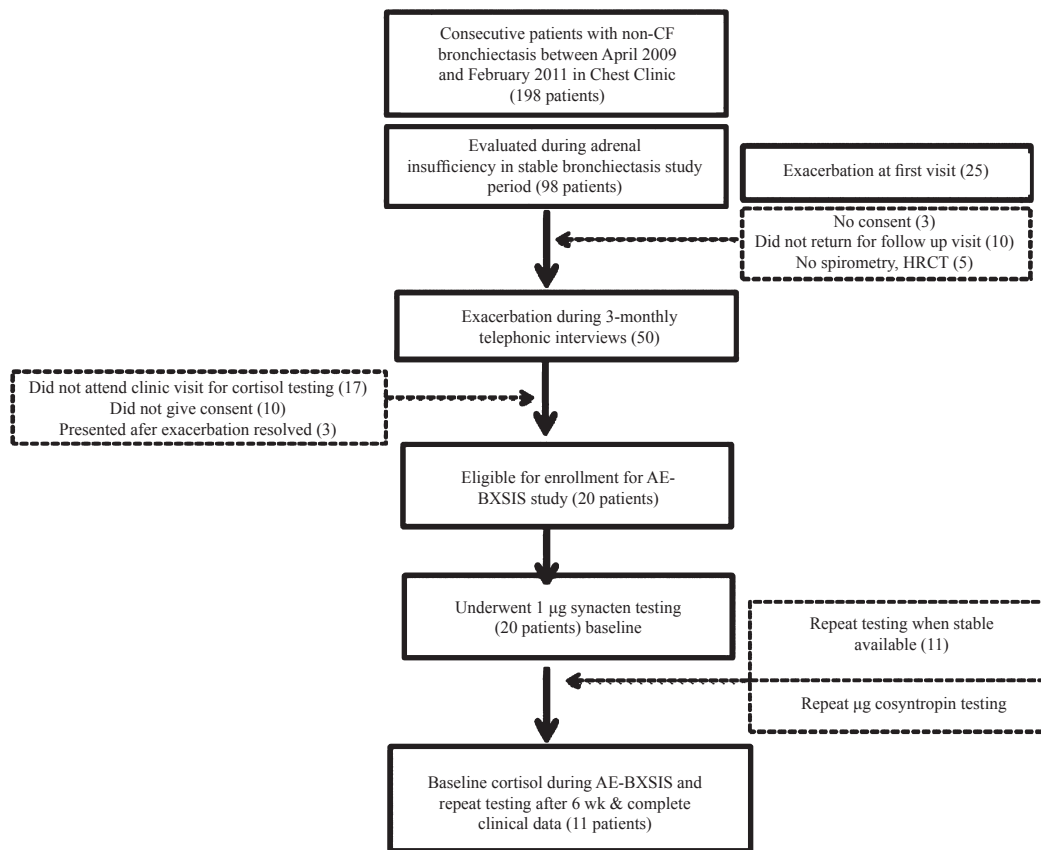 Consecutive patients with non-CF
bronchiectasis between April 2009
and February 2011 in Chest Clinic
(198 patients)
Evaluated during adrenal
insufficiency in stable bronchiectasis study
period (98 patients)
Exacerbation at first visit (25)
No consent (3)
Did not return for follow up visit (10)
No spirometry, HRCT (5)
Exacerbation during 3-monthly
telephonic interviews (50)
Did not attend clinic visit for cortisol testing (17)
Did not give consent (10)
Presented afer exacerbation resolved (3)
Eligible for enrollment for AE-
BXSIS study (20 patients)
Underwent 1 µg synacten testing
(20 patients) baseline
Repeat testing when stable
available (11)
Repeat µg cosyntropin testing
Baseline cortisol during AE-BXSIS and
repeat testing after 6 wk & complete
clinical data (11 patients)